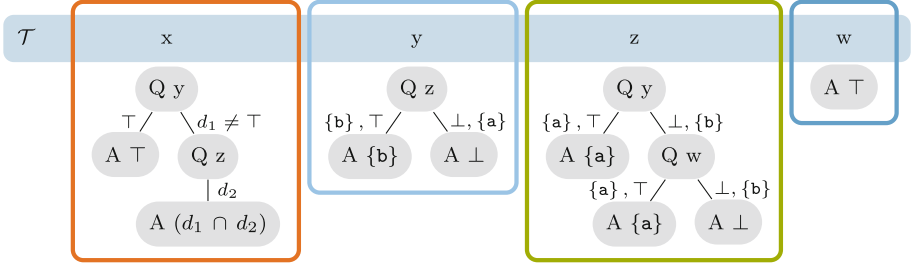 𝒯 x y z w
Q y Q z Q y A ⊤
⊤ d₁ ≠ ⊤ {b} , ⊤ ⊥, {a} {a} , ⊤ ⊥, {b}
A ⊤ Q z A {b} A ⊥ A {a} Q w
d₂ {a} , ⊤ ⊥, {b}
A (d₁ ∩ d₂) A {a} A ⊥